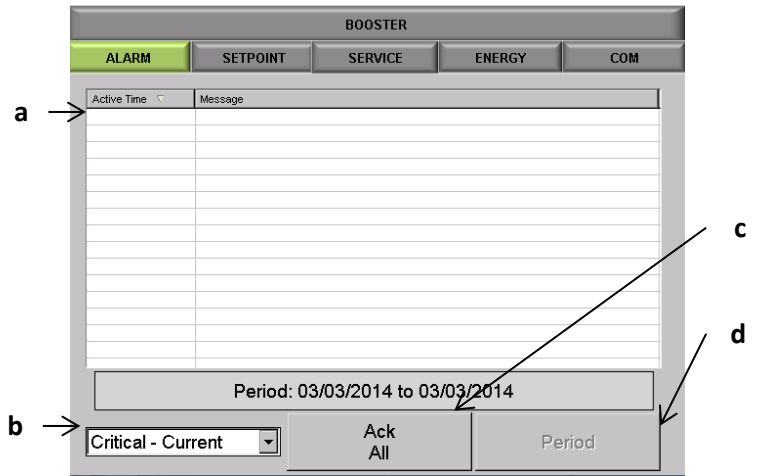 BOOSTER
ALARM SETPOINT SERVICE ENERGY COM
Active Time Message
a
c
d
Period: 03/03/2014 to 03/03/2014
b
Critical - Current Ack All Period